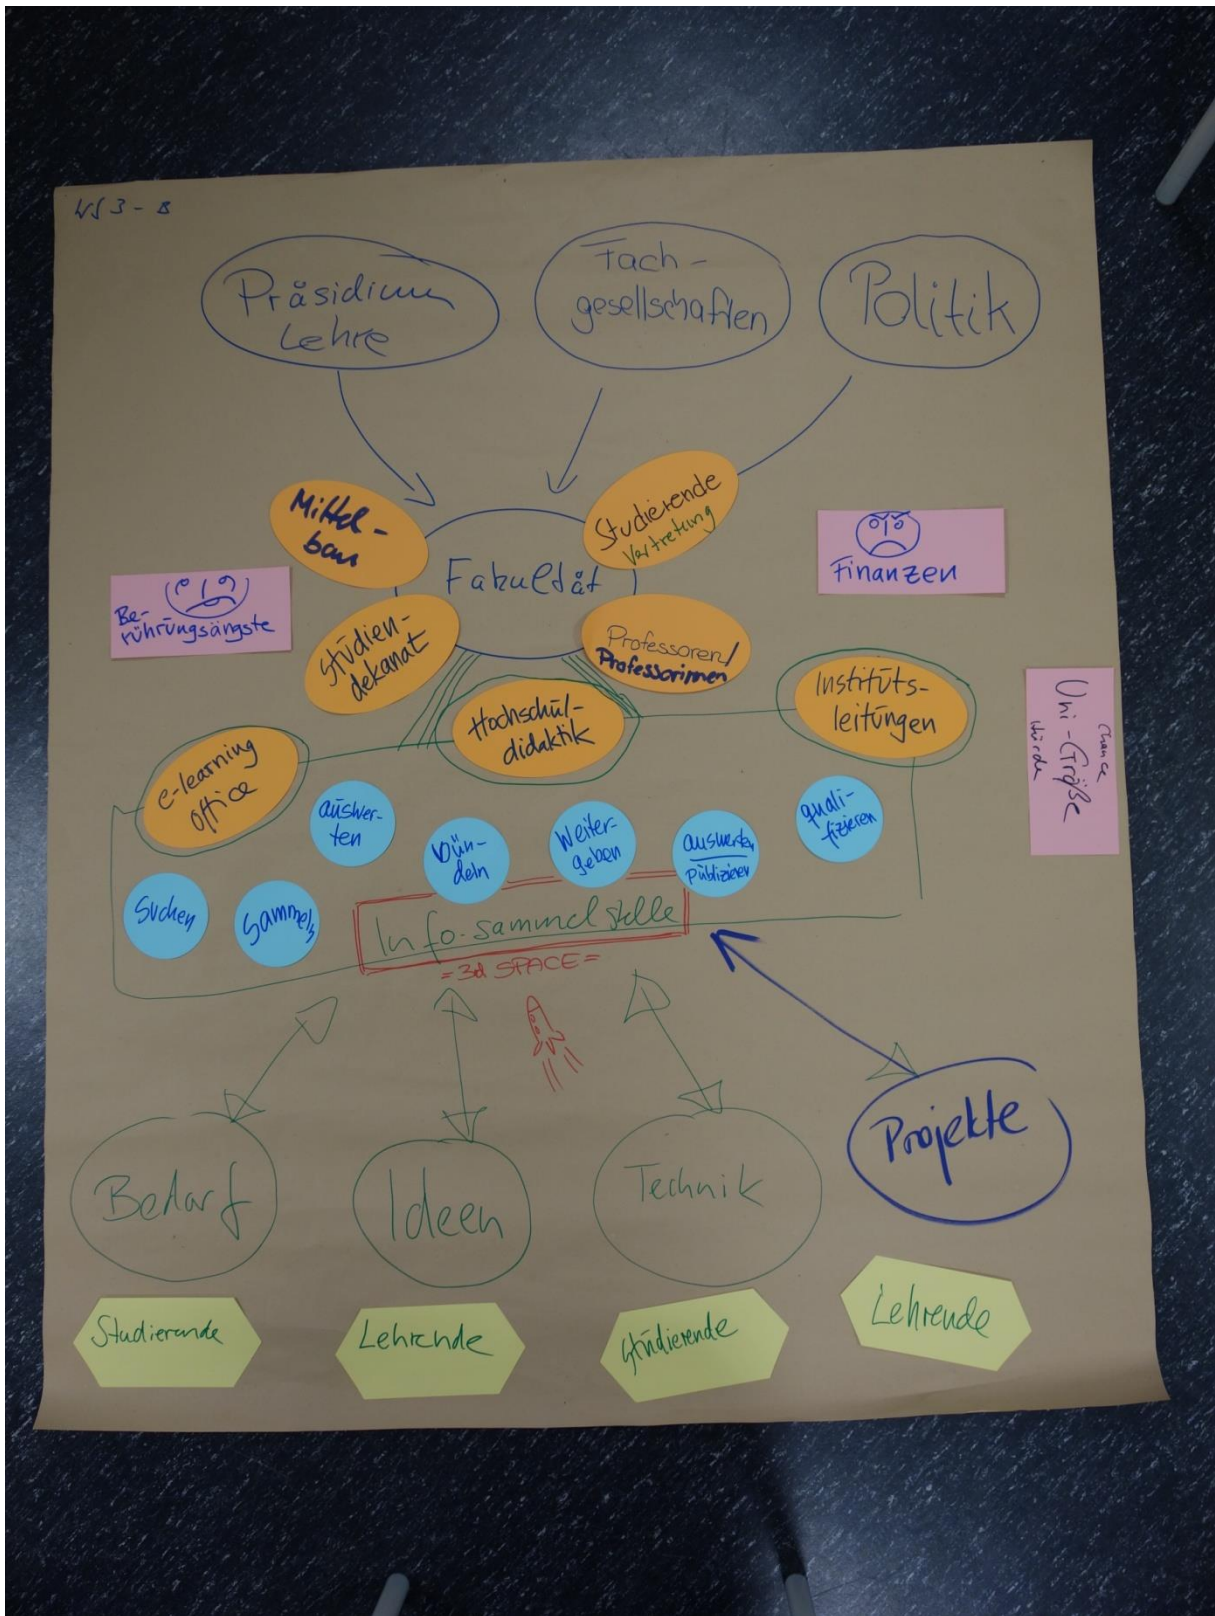 WS 3 - B
Präsidium
Lehre
Fach-
gesellschaften
Politik
Mittel-
bau
Studierende
Vertretung
Fakultät
Finanzen
Be-
rührungsängste
Studien-
dekanat
Professoren/
Professorinnen
Instituts-
leitungen
Hochschul-
didaktik
Chance
Uni-Größe
Hürde
e-learning
office
auswer-
ten
bün-
deln
Weiter-
geben
auswerten
publizieren
quali-
fizieren
Suchen
Sammeln
Info-sammelstelle
= 3d SPACE =
Bedarf
Ideen
Technik
Projekte
Studierende
Lehrende
Studierende
Lehrende